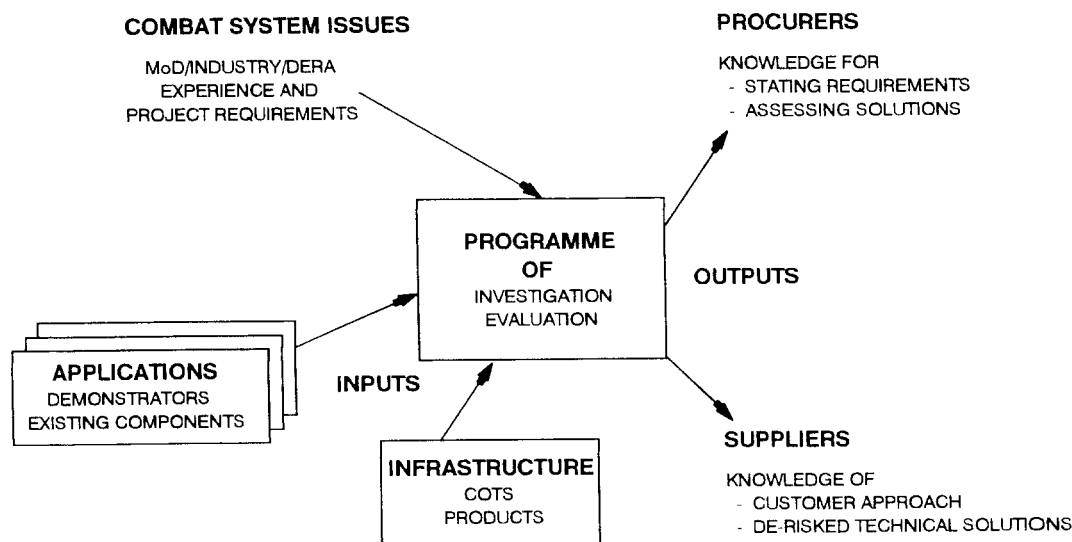 COMBAT SYSTEM ISSUES
MoD/INDUSTRY/DERA
EXPERIENCE AND
PROJECT REQUIREMENTS
PROCURERS
KNOWLEDGE FOR
- STATING REQUIREMENTS
- ASSESSING SOLUTIONS
PROGRAMME
OF
INVESTIGATION
EVALUATION
OUTPUTS
APPLICATIONS
DEMONSTRATORS
EXISTING COMPONENTS
INPUTS
INFRASTRUCTURE
COTS
PRODUCTS
SUPPLIERS
KNOWLEDGE OF
- CUSTOMER APPROACH
- DE-RISKED TECHNICAL SOLUTIONS